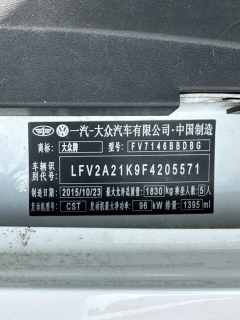 一汽-大众汽车有限公司·中国制造
商标: 大众牌 型号: FV7146BBDBG
车辆识别代号: LFV2A21K9F4205571
制造日期: 2015/10/23 最大允许总质量: 1830 kg 乘坐人数: 5 人
发动机型号: CST 发动机最大净功率: 96 kW 排量: 1395 ml